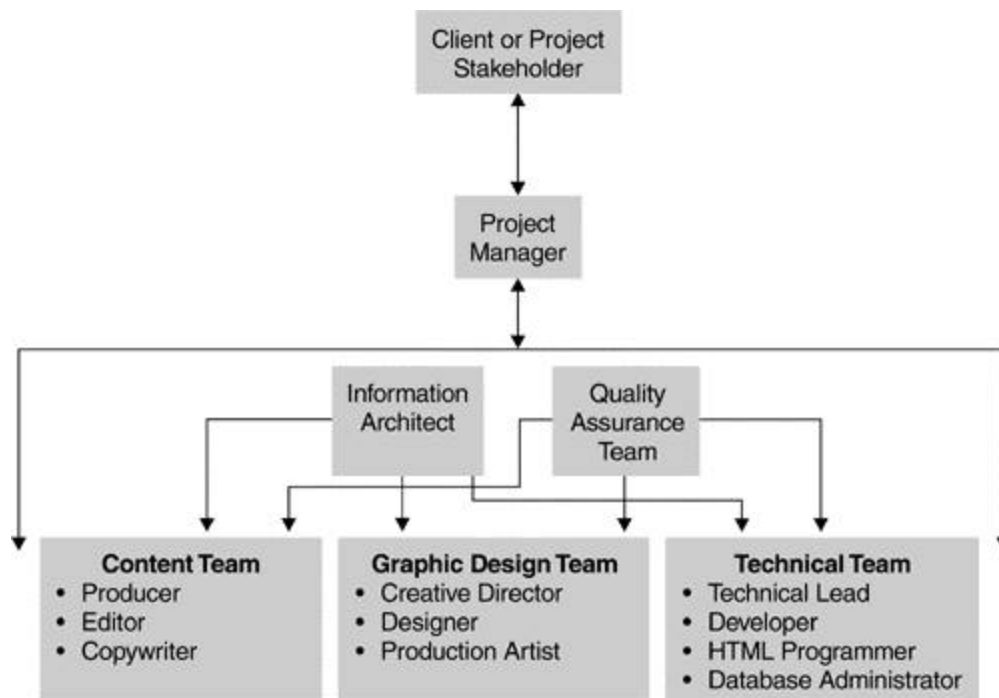 Client or Project
Stakeholder
Project
Manager
Information
Architect
Quality
Assurance
Team
Content Team
• Producer
• Editor
• Copywriter
Graphic Design Team
• Creative Director
• Designer
• Production Artist
Technical Team
• Technical Lead
• Developer
• HTML Programmer
• Database Administrator